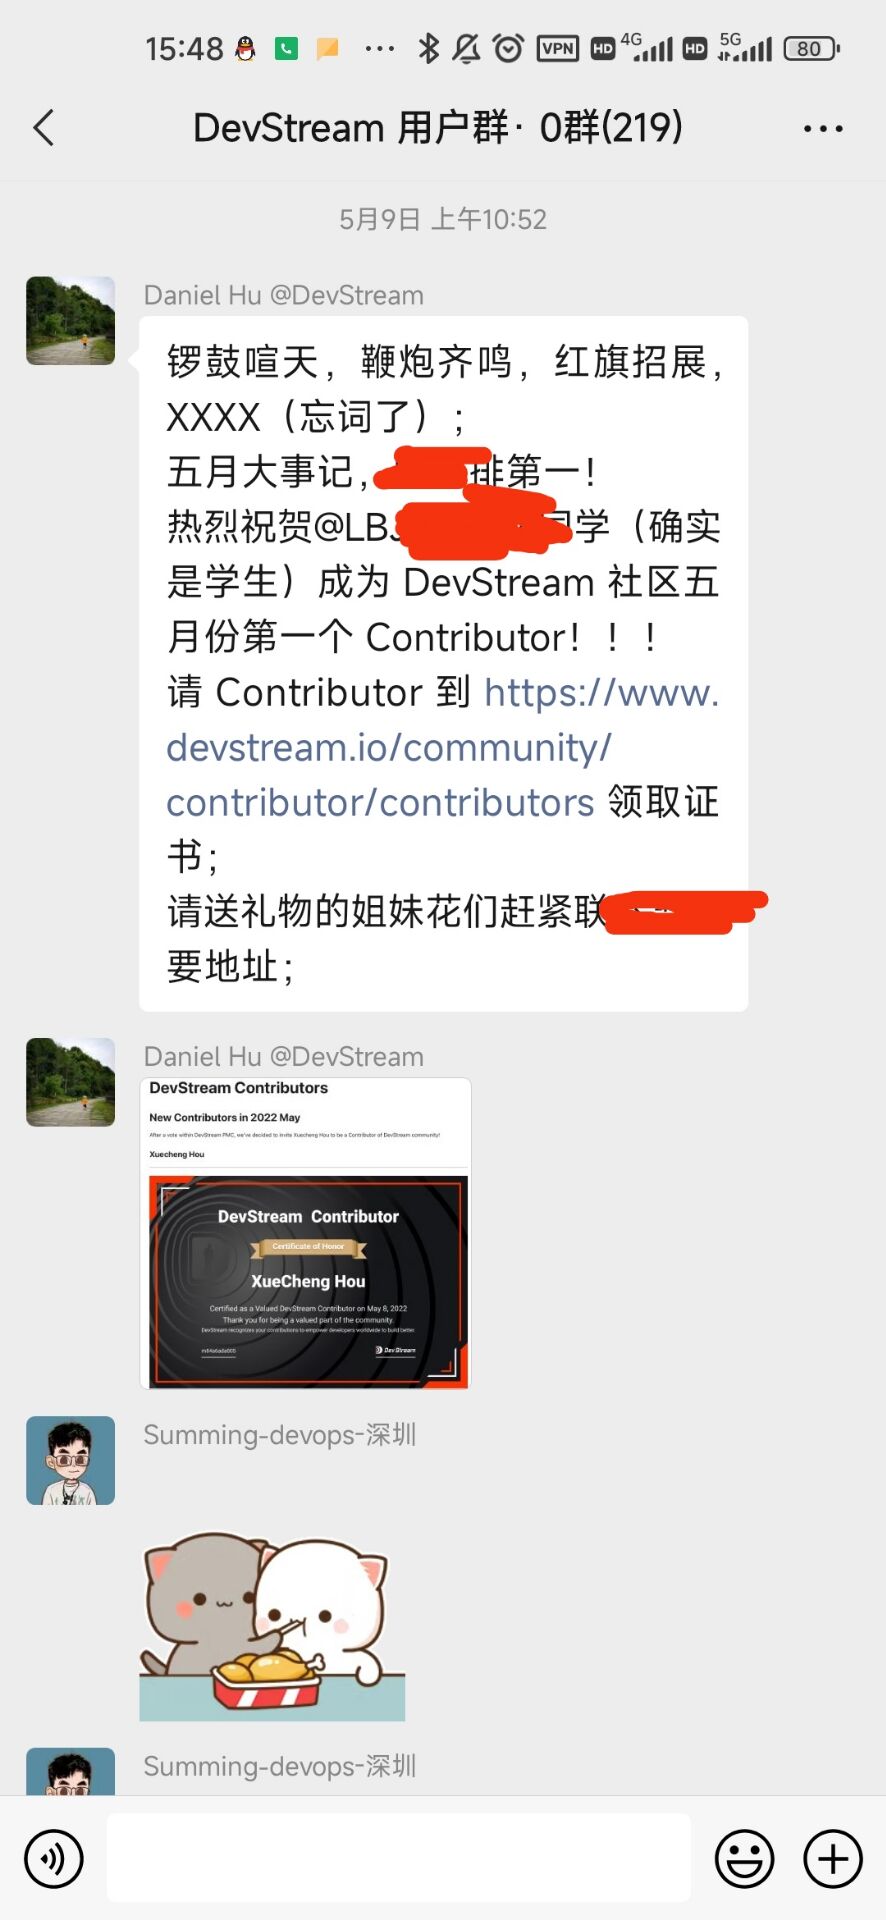 15:48
VPN
HD
4G
HD
5G
80
DevStream 用户群· 0群(219)
5月9日 上午10:52
Daniel Hu @DevStream
锣鼓喧天，鞭炮齐鸣，红旗招展，
XXXX（忘词了）；
五月大事记，排第一！
热烈祝贺@LBJ同学（确实
是学生）成为 DevStream 社区五
月份第一个 Contributor！！！
请 Contributor 到 https://www.
devstream.io/community/
contributor/contributors 领取证
书；
请送礼物的姐妹花们赶紧联
要地址；
Daniel Hu @DevStream
DevStream Contributors
New Contributors in 2022 May
After a vote within DevStream PMC, we've decided to invite Xuecheng Hou to be a Contributor of DevStream community!
Xuecheng Hou
DevStream Contributor
Certificate of Honor
XueCheng Hou
Certified as a Valued DevStream Contributor on May 8, 2022
Thank you for being a valued part of the community.
DevStream recognizes your contributions to empower developers worldwide to build better.
DevStream
Summing-devops-深圳
Summing-devops-深圳